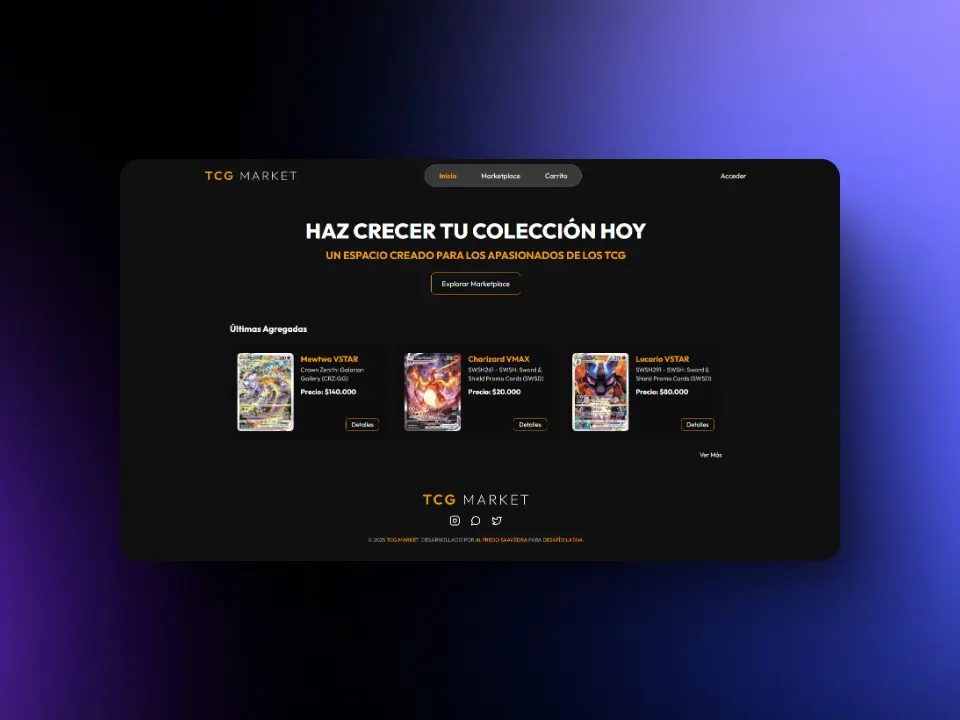 TCG MARKET
Inicio Marketplace Carrito
Acceder
HAZ CRECER TU COLECCIÓN HOY
UN ESPACIO CREADO PARA LOS APASIONADOS DE LOS TCG
Explorar Marketplace
Últimas Agregadas
Mewtwo VSTAR
Crown Zenith: Galarian
Gallery (CRZ:GG)
Precio: $140.000
Detalles
Charizard VMAX
SWSH261 - SWSH: Sword &
Shield Promo Cards (SWSD)
Precio: $20.000
Detalles
Lucario VSTAR
SWSH291 - SWSH: Sword &
Shield Promo Cards (SWSD)
Precio: $80.000
Detalles
Ver Más
TCG MARKET
© 2025 TCG MARKET. DESARROLLADO POR ALFREDO SAAVEDRA PARA DESAFÍO LATAM.